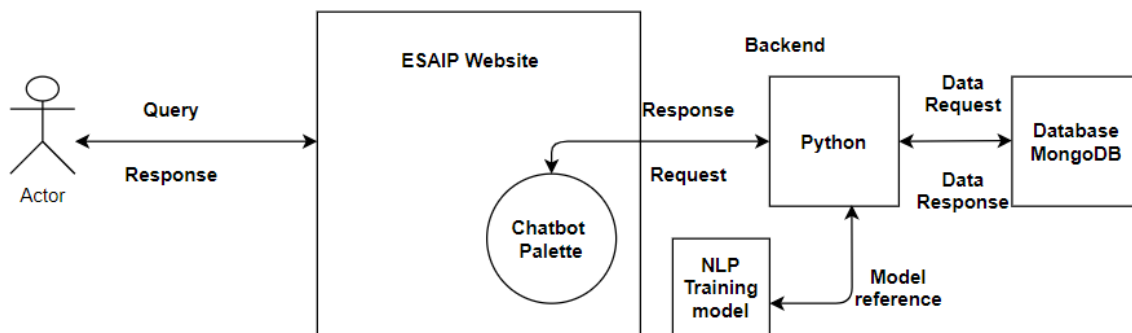 Actor
Query
Response
ESAIP Website
Chatbot
Palette
Response
Request
Backend
Python
NLP
Training
model
Model
reference
Data
Request
Data
Response
Database
MongoDB